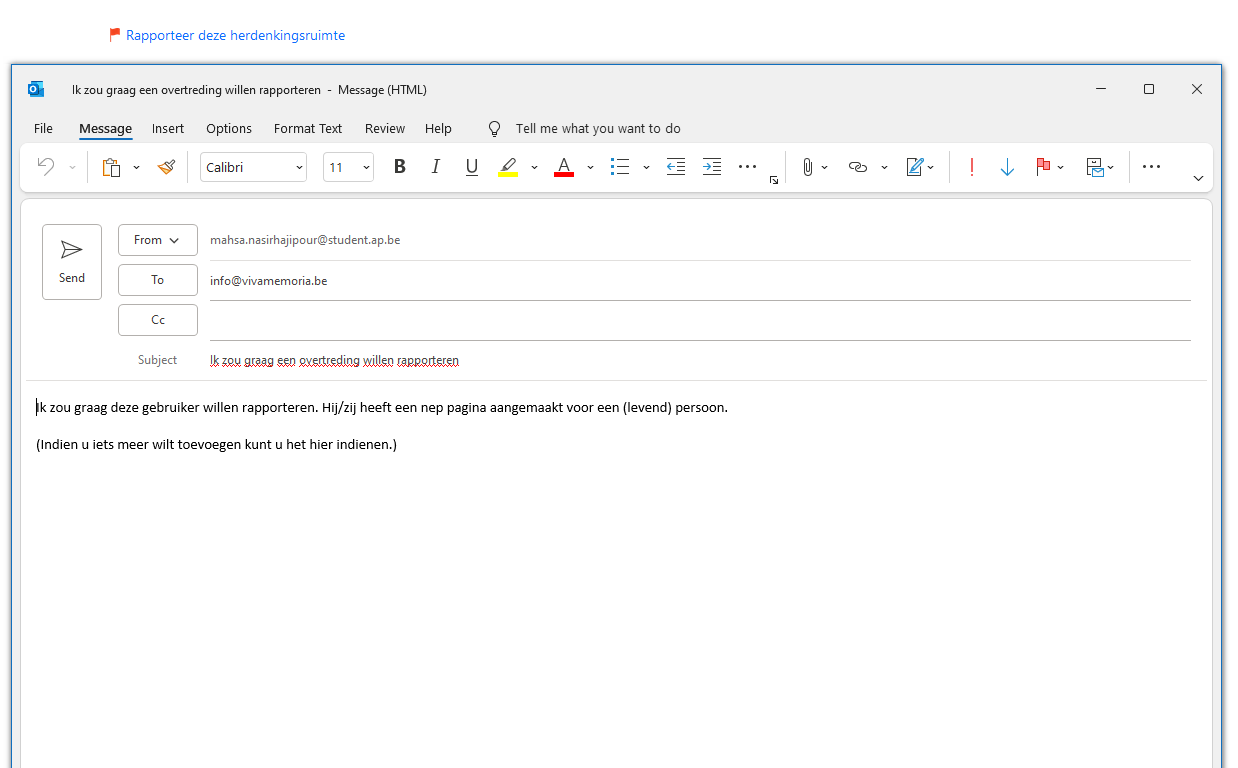 Rapporteer deze herdenkingsruimte
Ik zou graag een overtreding willen rapporteren - Message (HTML)
File Message Insert Options Format Text Review Help Tell me what you want to do
Calibri 11 B I U A
From mahsa.nasirhajipour@student.ap.be
Send
To info@vivamemoria.be
Cc
Subject Ik zou graag een overtreding willen rapporteren
Ik zou graag deze gebruiker willen rapporteren. Hij/zij heeft een nep pagina aangemaakt voor een (levend) persoon.
(Indien u iets meer wilt toevoegen kunt u het hier indienen.)